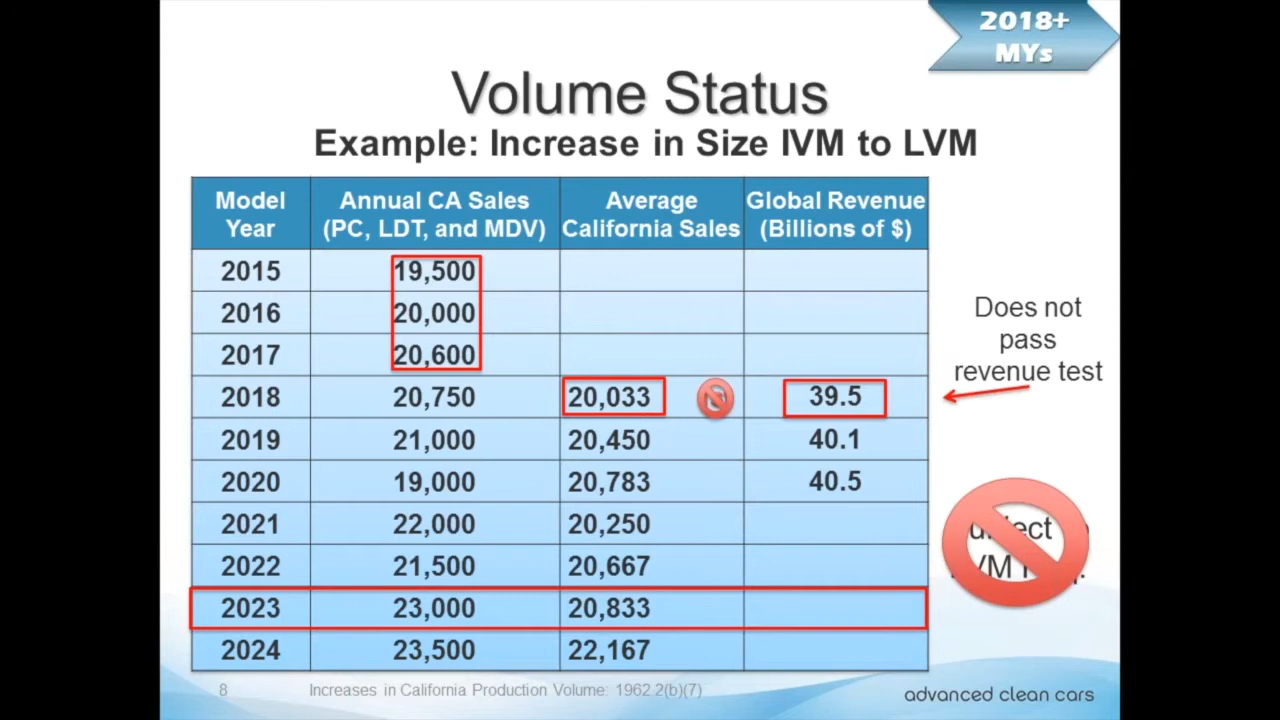 2018+
MYs
Volume Status
Example: Increase in Size IVM to LVM
Model Year Annual CA Sales (PC, LDT, and MDV) Average California Sales Global Revenue (Billions of $)
2015 19,500
2016 20,000
2017 20,600
2018 20,750 20,033 39.5
2019 21,000 20,450 40.1
2020 19,000 20,783 40.5
2021 22,000 20,250
2022 21,500 20,667
2023 23,000 20,833
2024 23,500 22,167
Does not
pass
revenue test
8 Increases in California Production Volume: 1962.2(b)(7)
advanced clean cars